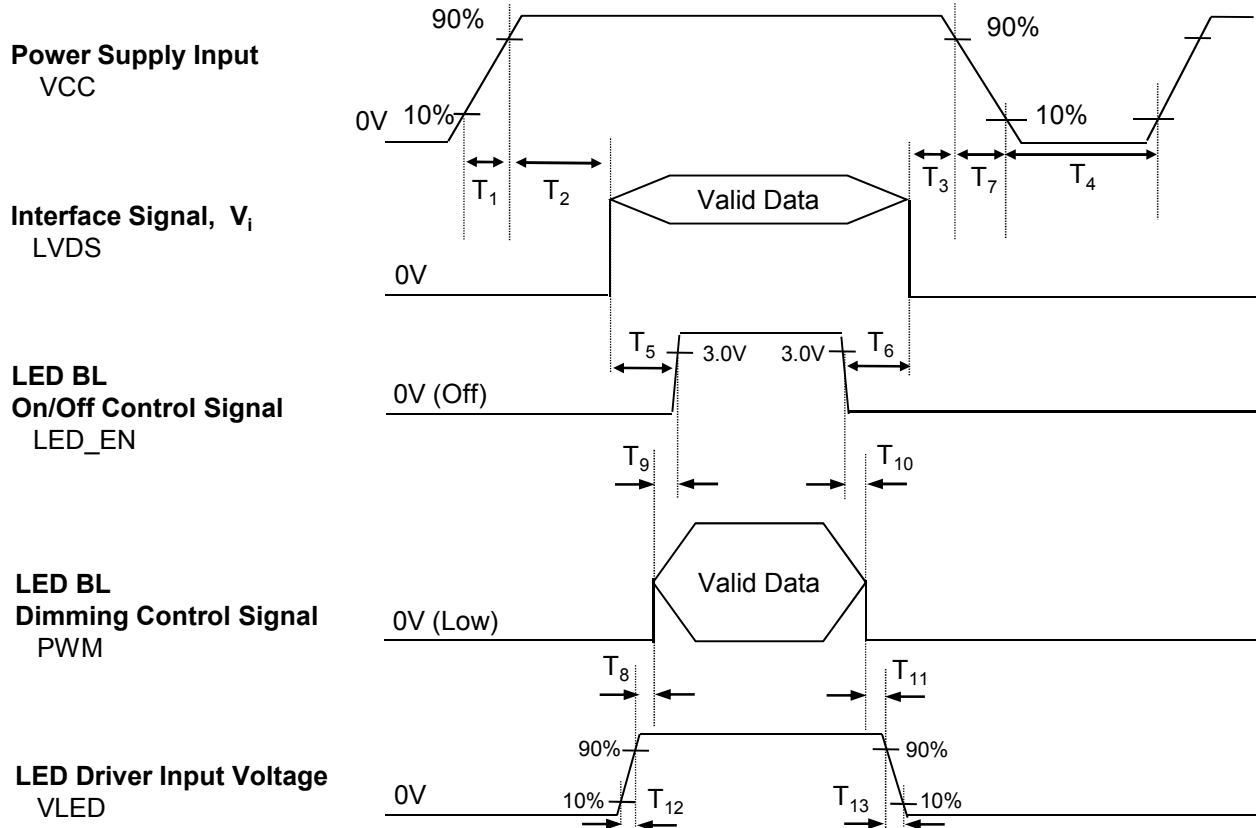 90%
90%
Power Supply Input
VCC
0V
10%
10%
T1
T2
T3
T7
T4
Interface Signal, Vi
LVDS
Valid Data
0V
T5
3.0V
3.0V
T6
LED BL
On/Off Control Signal
LED_EN
0V (Off)
T9
T10
LED BL
Dimming Control Signal
PWM
Valid Data
0V (Low)
T8
T11
90%
90%
LED Driver Input Voltage
VLED
0V
10%
T12
T13
10%